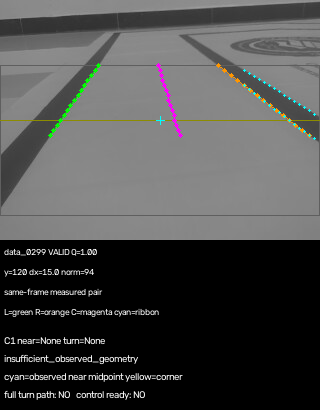 data_0299 VALID Q=1.00
y=120 dx=15.0 norm=94
same-frame measured pair
L=green R=orange C=magenta cyan=ribbon
C1 near=None turn=None
insufficient_observed_geometry
cyan=observed near midpoint yellow=corner
full turn path: NO control ready: NO